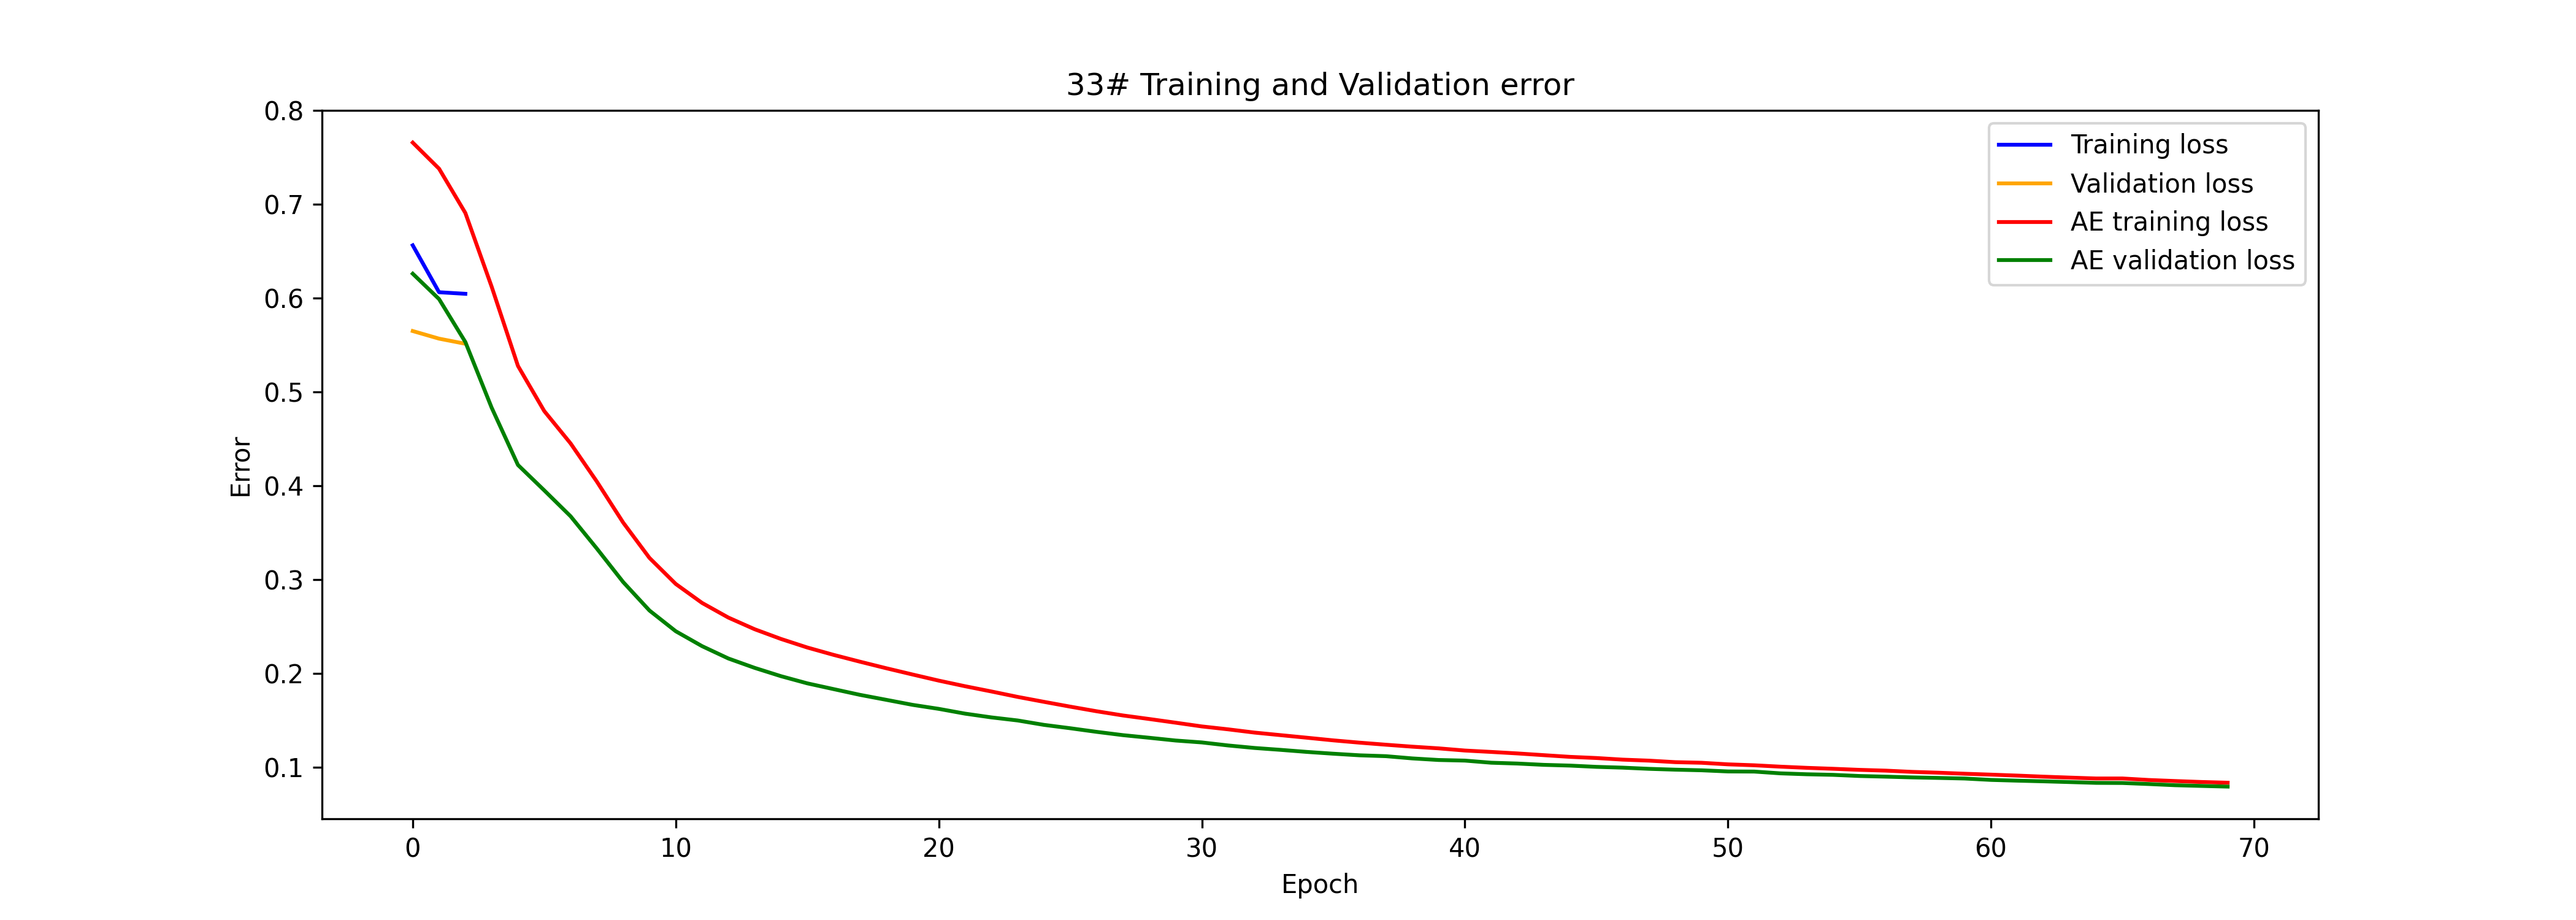 33# Training and Validation error
Training loss
Validation loss
AE training loss
AE validation loss
Error
0.8
0.7
0.6
0.5
0.4
0.3
0.2
0.1
0 10 20 30 40 50 60 70
Epoch